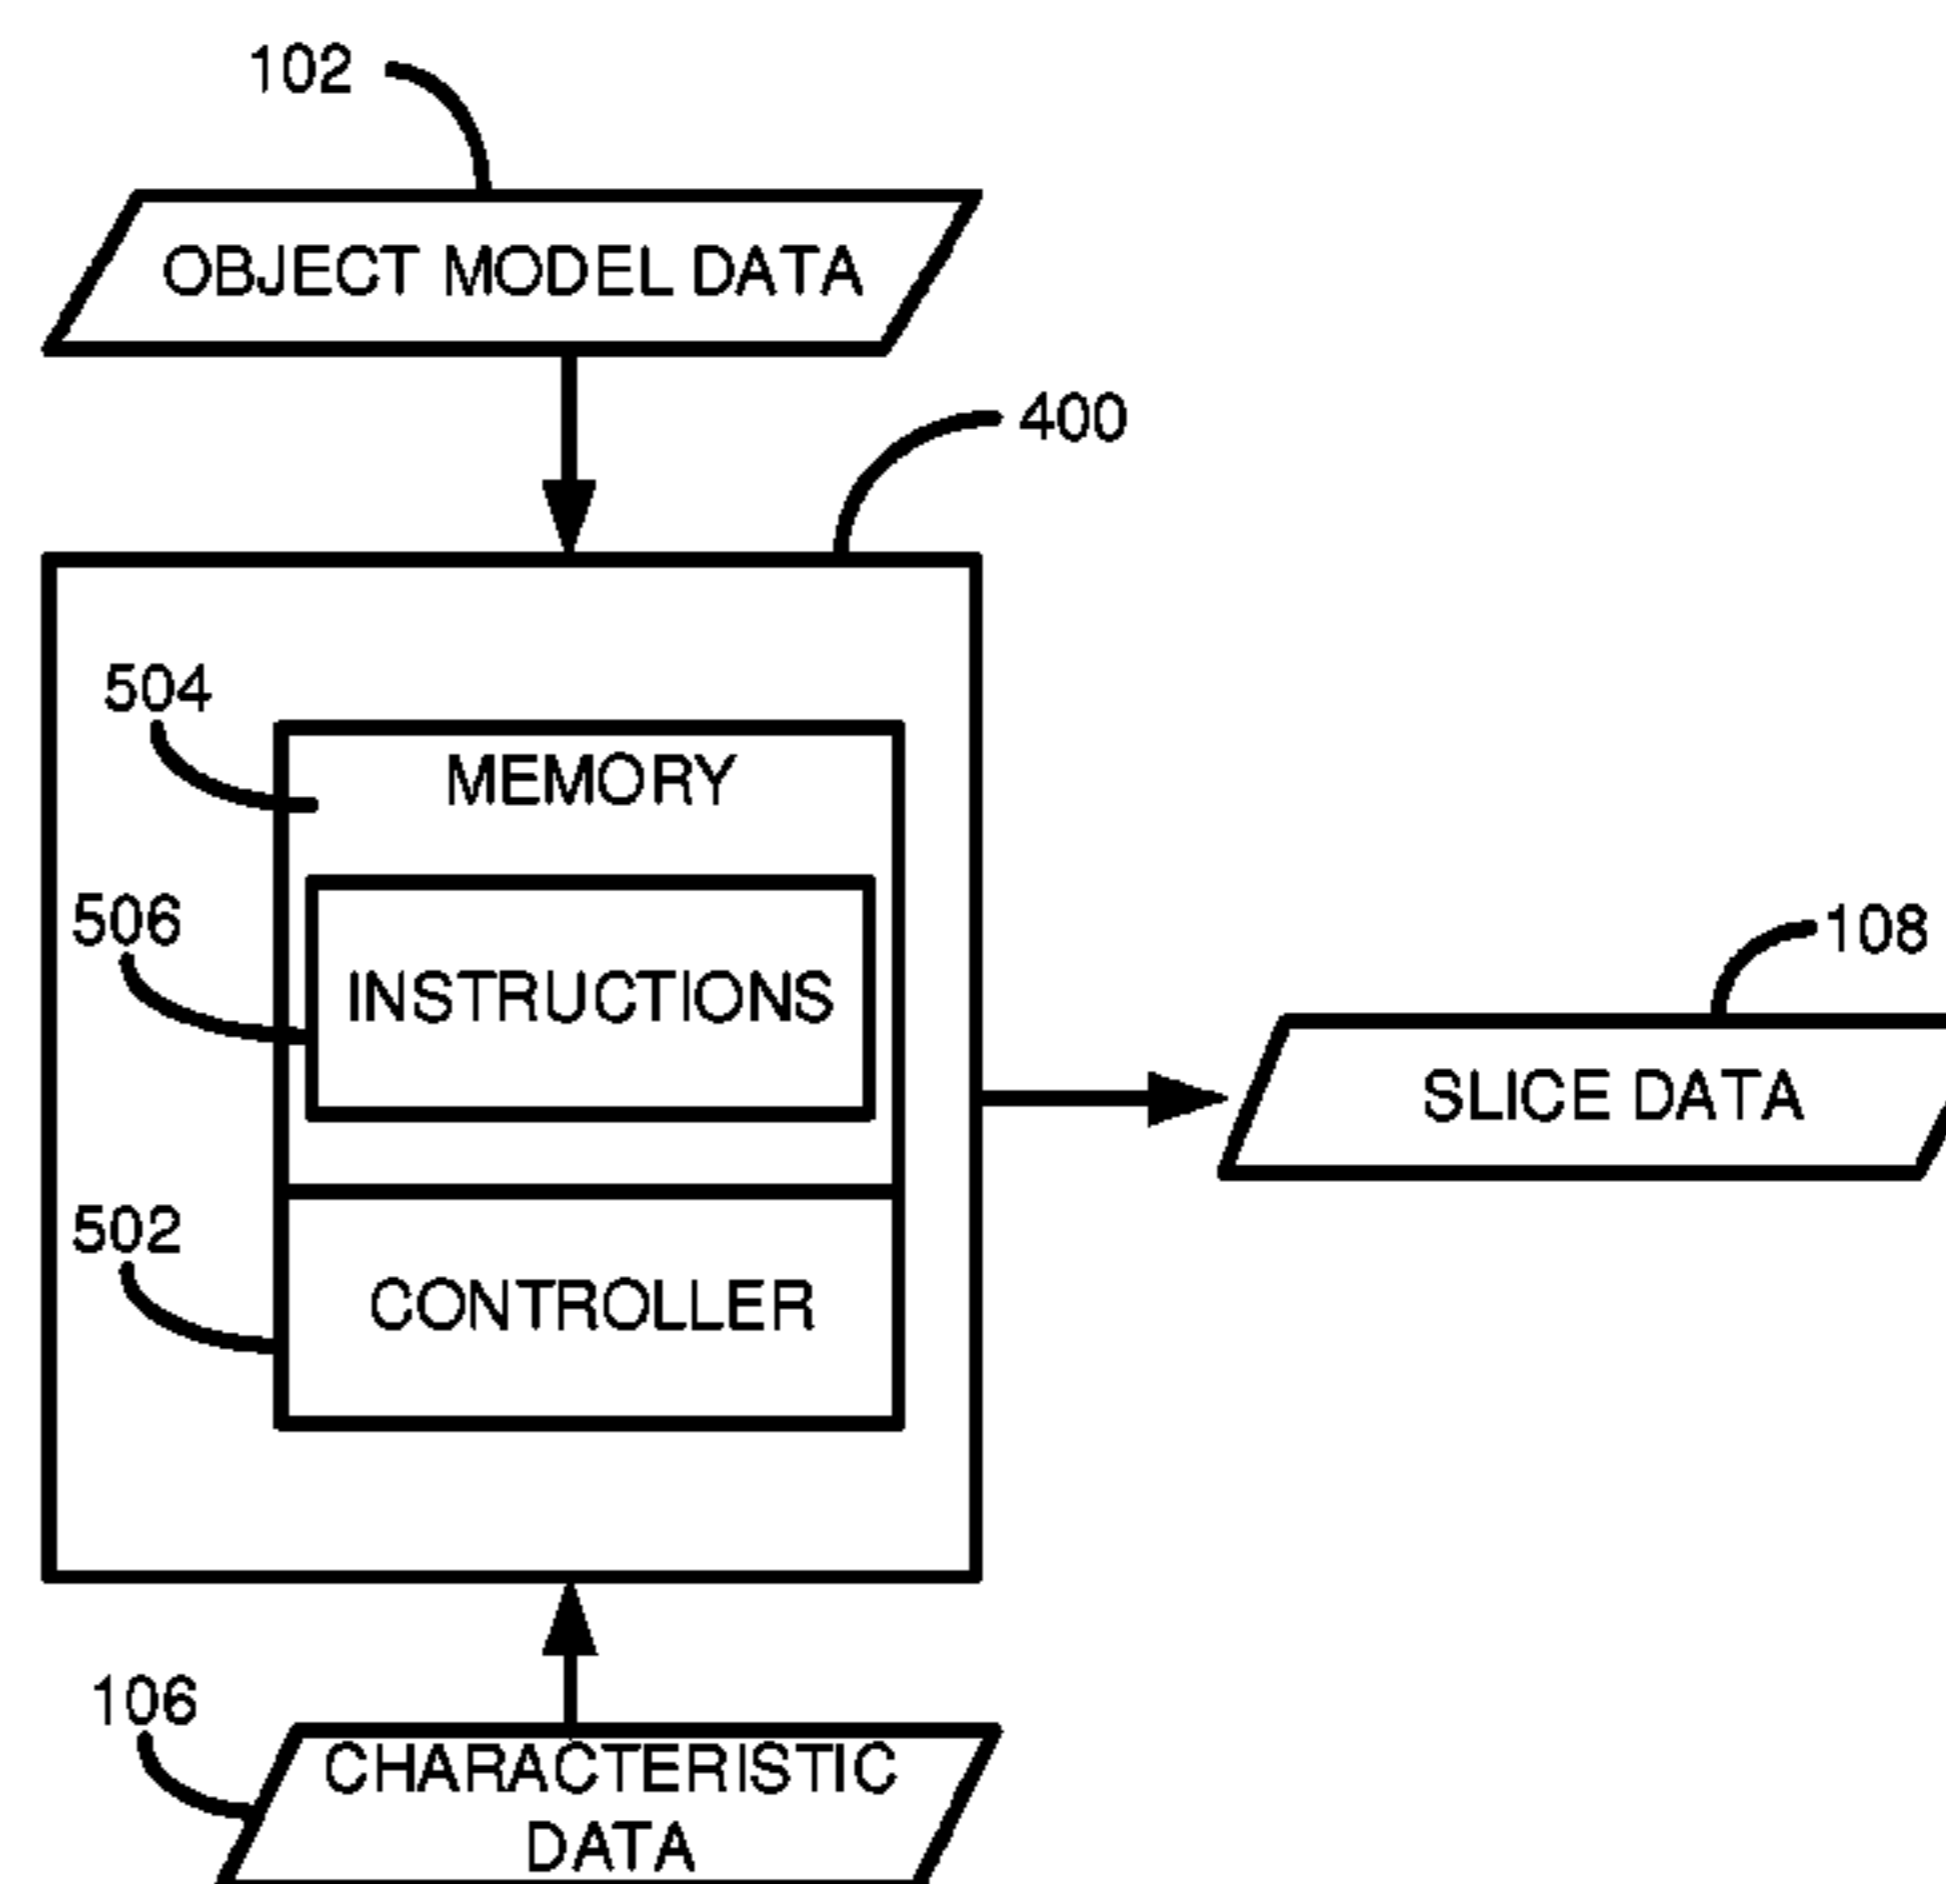 102
OBJECT MODEL DATA
400
504
MEMORY
506
INSTRUCTIONS
108
SLICE DATA
502
CONTROLLER
106
CHARACTERISTIC
DATA